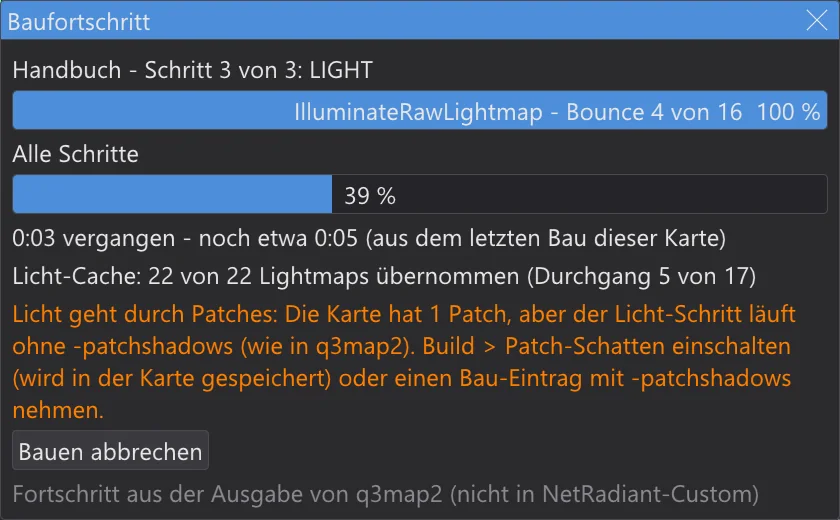 Baufortschritt
Handbuch - Schritt 3 von 3: LIGHT
IlluminateRawLightmap - Bounce 4 von 16 100 %
Alle Schritte
39 %
0:03 vergangen - noch etwa 0:05 (aus dem letzten Bau dieser Karte)
Licht-Cache: 22 von 22 Lightmaps übernommen (Durchgang 5 von 17)
Licht geht durch Patches: Die Karte hat 1 Patch, aber der Licht-Schritt läuft
ohne -patchshadows (wie in q3map2). Build > Patch-Schatten einschalten
(wird in der Karte gespeichert) oder einen Bau-Eintrag mit -patchshadows
nehmen.
Bauen abbrechen
Fortschritt aus der Ausgabe von q3map2 (nicht in NetRadiant-Custom)